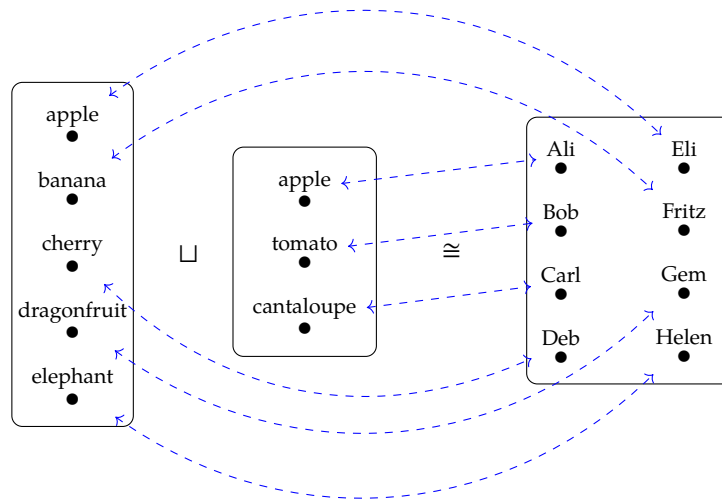 apple
banana
cherry
dragonfruit
elephant
⊔
apple
tomato
cantaloupe
≅
Ali
Eli
Bob
Fritz
Carl
Gem
Deb
Helen